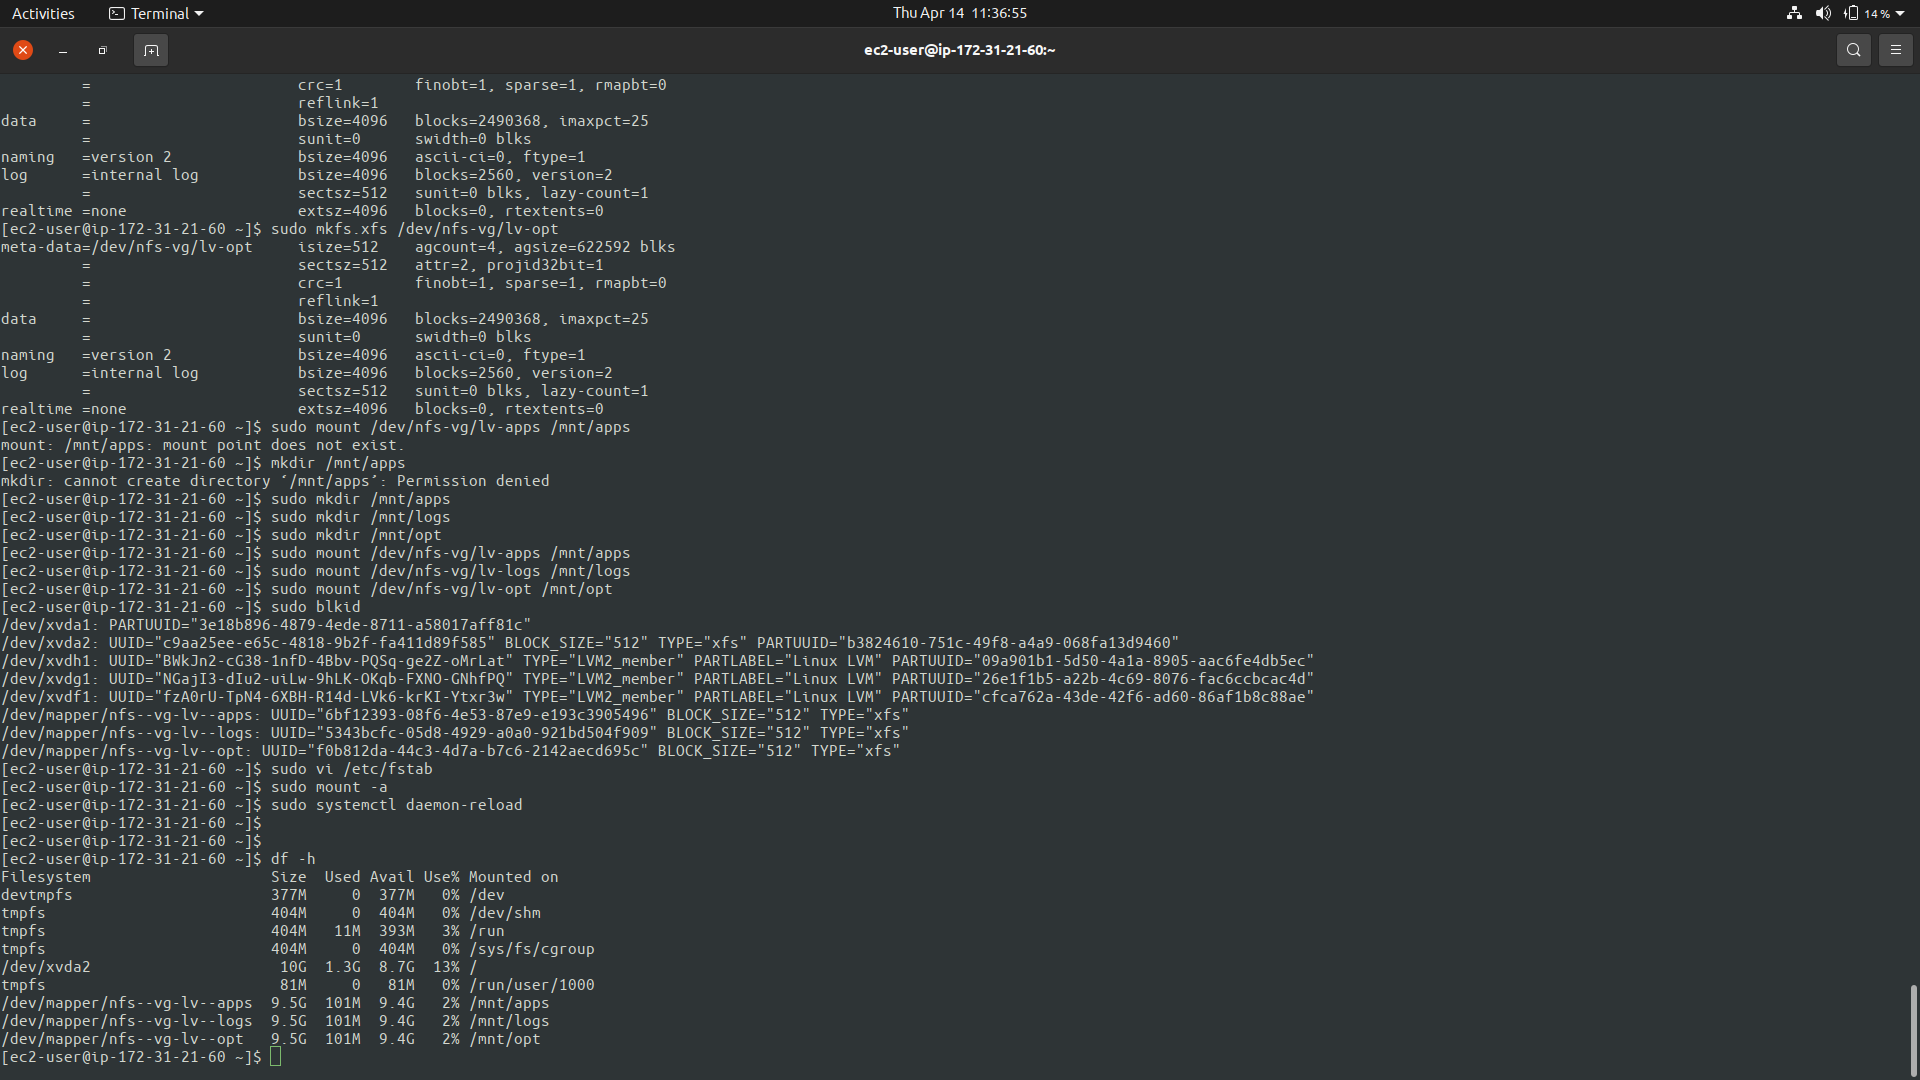 Activities Terminal Thu Apr 14 11:36:55 14 %
ec2-user@ip-172-31-21-60:~
         =                       crc=1        finobt=1, sparse=1, rmapbt=0
         =                       reflink=1
data     =                       bsize=4096   blocks=2490368, imaxpct=25
         =                       sunit=0      swidth=0 blks
naming   =version 2              bsize=4096   ascii-ci=0, ftype=1
log      =internal log           bsize=4096   blocks=2560, version=2
         =                       sectsz=512   sunit=0 blks, lazy-count=1
realtime =none                   extsz=4096   blocks=0, rtextents=0
[ec2-user@ip-172-31-21-60 ~]$ sudo mkfs.xfs /dev/nfs-vg/lv-opt
meta-data=/dev/nfs-vg/lv-opt     isize=512    agcount=4, agsize=622592 blks
         =                       sectsz=512   attr=2, projid32bit=1
         =                       crc=1        finobt=1, sparse=1, rmapbt=0
         =                       reflink=1
data     =                       bsize=4096   blocks=2490368, imaxpct=25
         =                       sunit=0      swidth=0 blks
naming   =version 2              bsize=4096   ascii-ci=0, ftype=1
log      =internal log           bsize=4096   blocks=2560, version=2
         =                       sectsz=512   sunit=0 blks, lazy-count=1
realtime =none                   extsz=4096   blocks=0, rtextents=0
[ec2-user@ip-172-31-21-60 ~]$ sudo mount /dev/nfs-vg/lv-apps /mnt/apps
mount: /mnt/apps: mount point does not exist.
[ec2-user@ip-172-31-21-60 ~]$ mkdir /mnt/apps
mkdir: cannot create directory ‘/mnt/apps’: Permission denied
[ec2-user@ip-172-31-21-60 ~]$ sudo mkdir /mnt/apps
[ec2-user@ip-172-31-21-60 ~]$ sudo mkdir /mnt/logs
[ec2-user@ip-172-31-21-60 ~]$ sudo mkdir /mnt/opt
[ec2-user@ip-172-31-21-60 ~]$ sudo mount /dev/nfs-vg/lv-apps /mnt/apps
[ec2-user@ip-172-31-21-60 ~]$ sudo mount /dev/nfs-vg/lv-logs /mnt/logs
[ec2-user@ip-172-31-21-60 ~]$ sudo mount /dev/nfs-vg/lv-opt /mnt/opt
[ec2-user@ip-172-31-21-60 ~]$ sudo blkid
/dev/xvda1: PARTUUID="3e18b896-4879-4ede-8711-a58017aff81c"
/dev/xvda2: UUID="c9aa25ee-e65c-4818-9b2f-fa411d89f585" BLOCK_SIZE="512" TYPE="xfs" PARTUUID="b3824610-751c-49f8-a4a9-068fa13d9460"
/dev/xvdh1: UUID="BWkJn2-cG38-1nfD-4Bbv-PQSq-ge2Z-oMrLat" TYPE="LVM2_member" PARTLABEL="Linux LVM" PARTUUID="09a901b1-5d50-4a1a-8905-aac6fe4db5ec"
/dev/xvdg1: UUID="NGajI3-dIu2-uiLw-9hLK-OKqb-FXNO-GNhfPQ" TYPE="LVM2_member" PARTLABEL="Linux LVM" PARTUUID="26e1f1b5-a22b-4c69-8076-fac6ccbcac4d"
/dev/xvdf1: UUID="fzA0rU-TpN4-6XBH-R14d-LVk6-krKI-Ytxr3w" TYPE="LVM2_member" PARTLABEL="Linux LVM" PARTUUID="cfca762a-43de-42f6-ad60-86af1b8c88ae"
/dev/mapper/nfs--vg-lv--apps: UUID="6bf12393-08f6-4e53-87e9-e193c3905496" BLOCK_SIZE="512" TYPE="xfs"
/dev/mapper/nfs--vg-lv--logs: UUID="5343bcfc-05d8-4929-a0a0-921bd504f909" BLOCK_SIZE="512" TYPE="xfs"
/dev/mapper/nfs--vg-lv--opt: UUID="f0b812da-44c3-4d7a-b7c6-2142aecd695c" BLOCK_SIZE="512" TYPE="xfs"
[ec2-user@ip-172-31-21-60 ~]$ sudo vi /etc/fstab
[ec2-user@ip-172-31-21-60 ~]$ sudo mount -a
[ec2-user@ip-172-31-21-60 ~]$ sudo systemctl daemon-reload
[ec2-user@ip-172-31-21-60 ~]$
[ec2-user@ip-172-31-21-60 ~]$
[ec2-user@ip-172-31-21-60 ~]$ df -h
Filesystem                    Size  Used Avail Use% Mounted on
devtmpfs                      377M     0  377M   0% /dev
tmpfs                         404M     0  404M   0% /dev/shm
tmpfs                         404M   11M  393M   3% /run
tmpfs                         404M     0  404M   0% /sys/fs/cgroup
/dev/xvda2                     10G  1.3G  8.7G  13% /
tmpfs                          81M     0   81M   0% /run/user/1000
/dev/mapper/nfs--vg-lv--apps  9.5G  101M  9.4G   2% /mnt/apps
/dev/mapper/nfs--vg-lv--logs  9.5G  101M  9.4G   2% /mnt/logs
/dev/mapper/nfs--vg-lv--opt   9.5G  101M  9.4G   2% /mnt/opt
[ec2-user@ip-172-31-21-60 ~]$